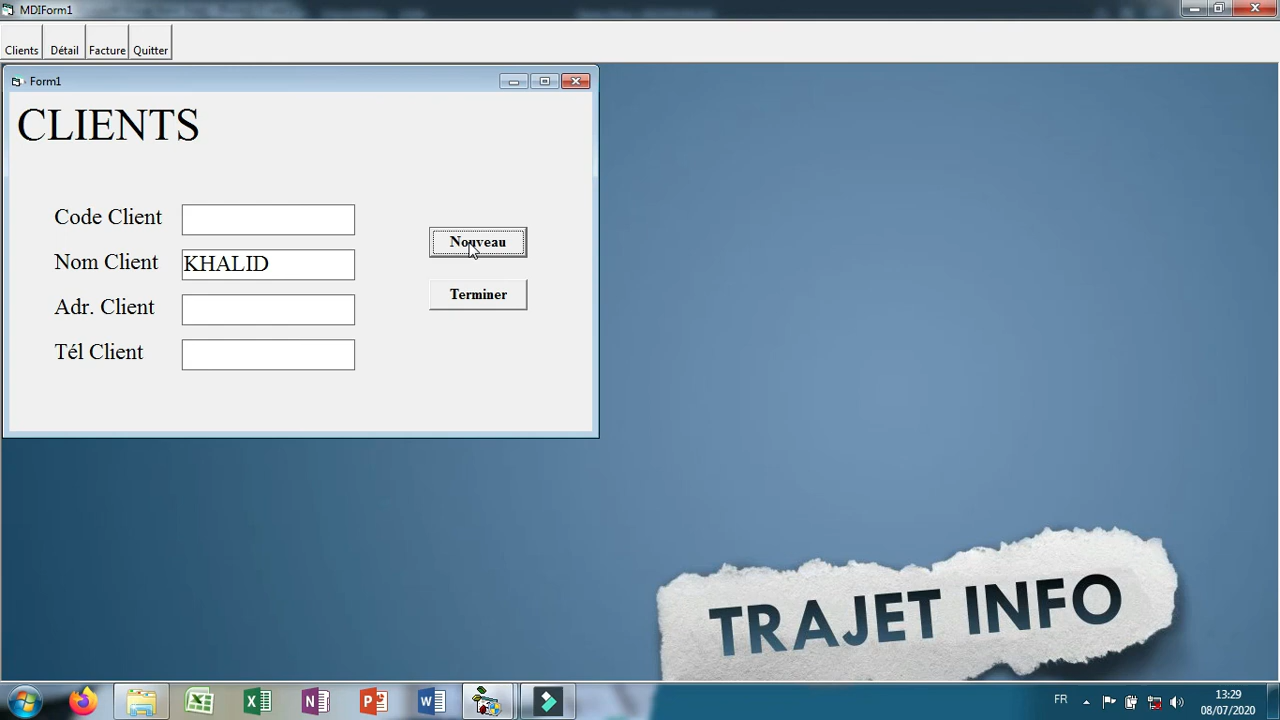 MDIForm1
Clients Détail Facture Quitter
Form1
CLIENTS
Code Client
Nom Client KHALID
Adr. Client
Tél Client
Nouveau
Terminer
TRAJET INFO
FR
13:29
08/07/2020